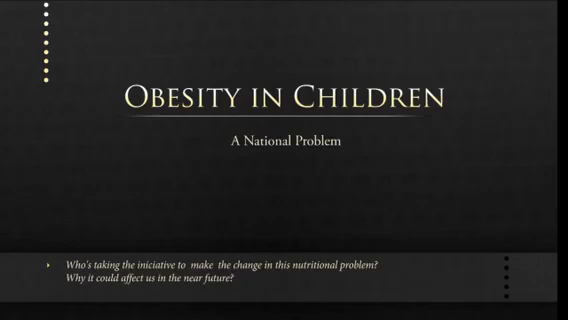 OBESITY IN CHILDREN
A National Problem
Who's taking the iniciative to make the change in this nutritional problem?
Why it could affect us in the near future?